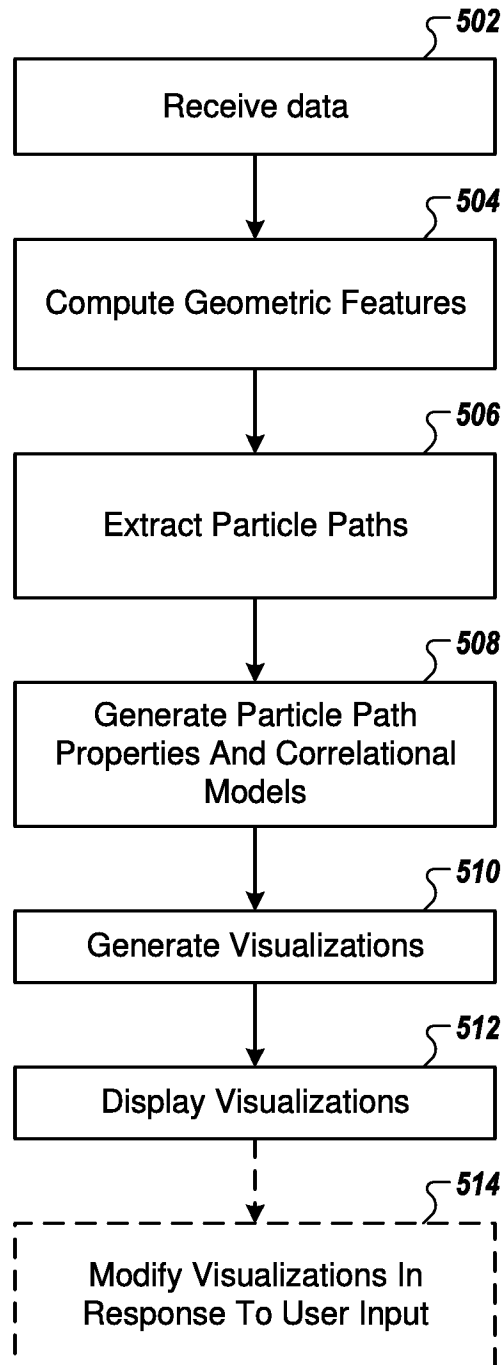 502
Receive data
504
Compute Geometric Features
506
Extract Particle Paths
508
Generate Particle Path
Properties And Correlational
Models
510
Generate Visualizations
512
Display Visualizations
514
Modify Visualizations In
Response To User Input